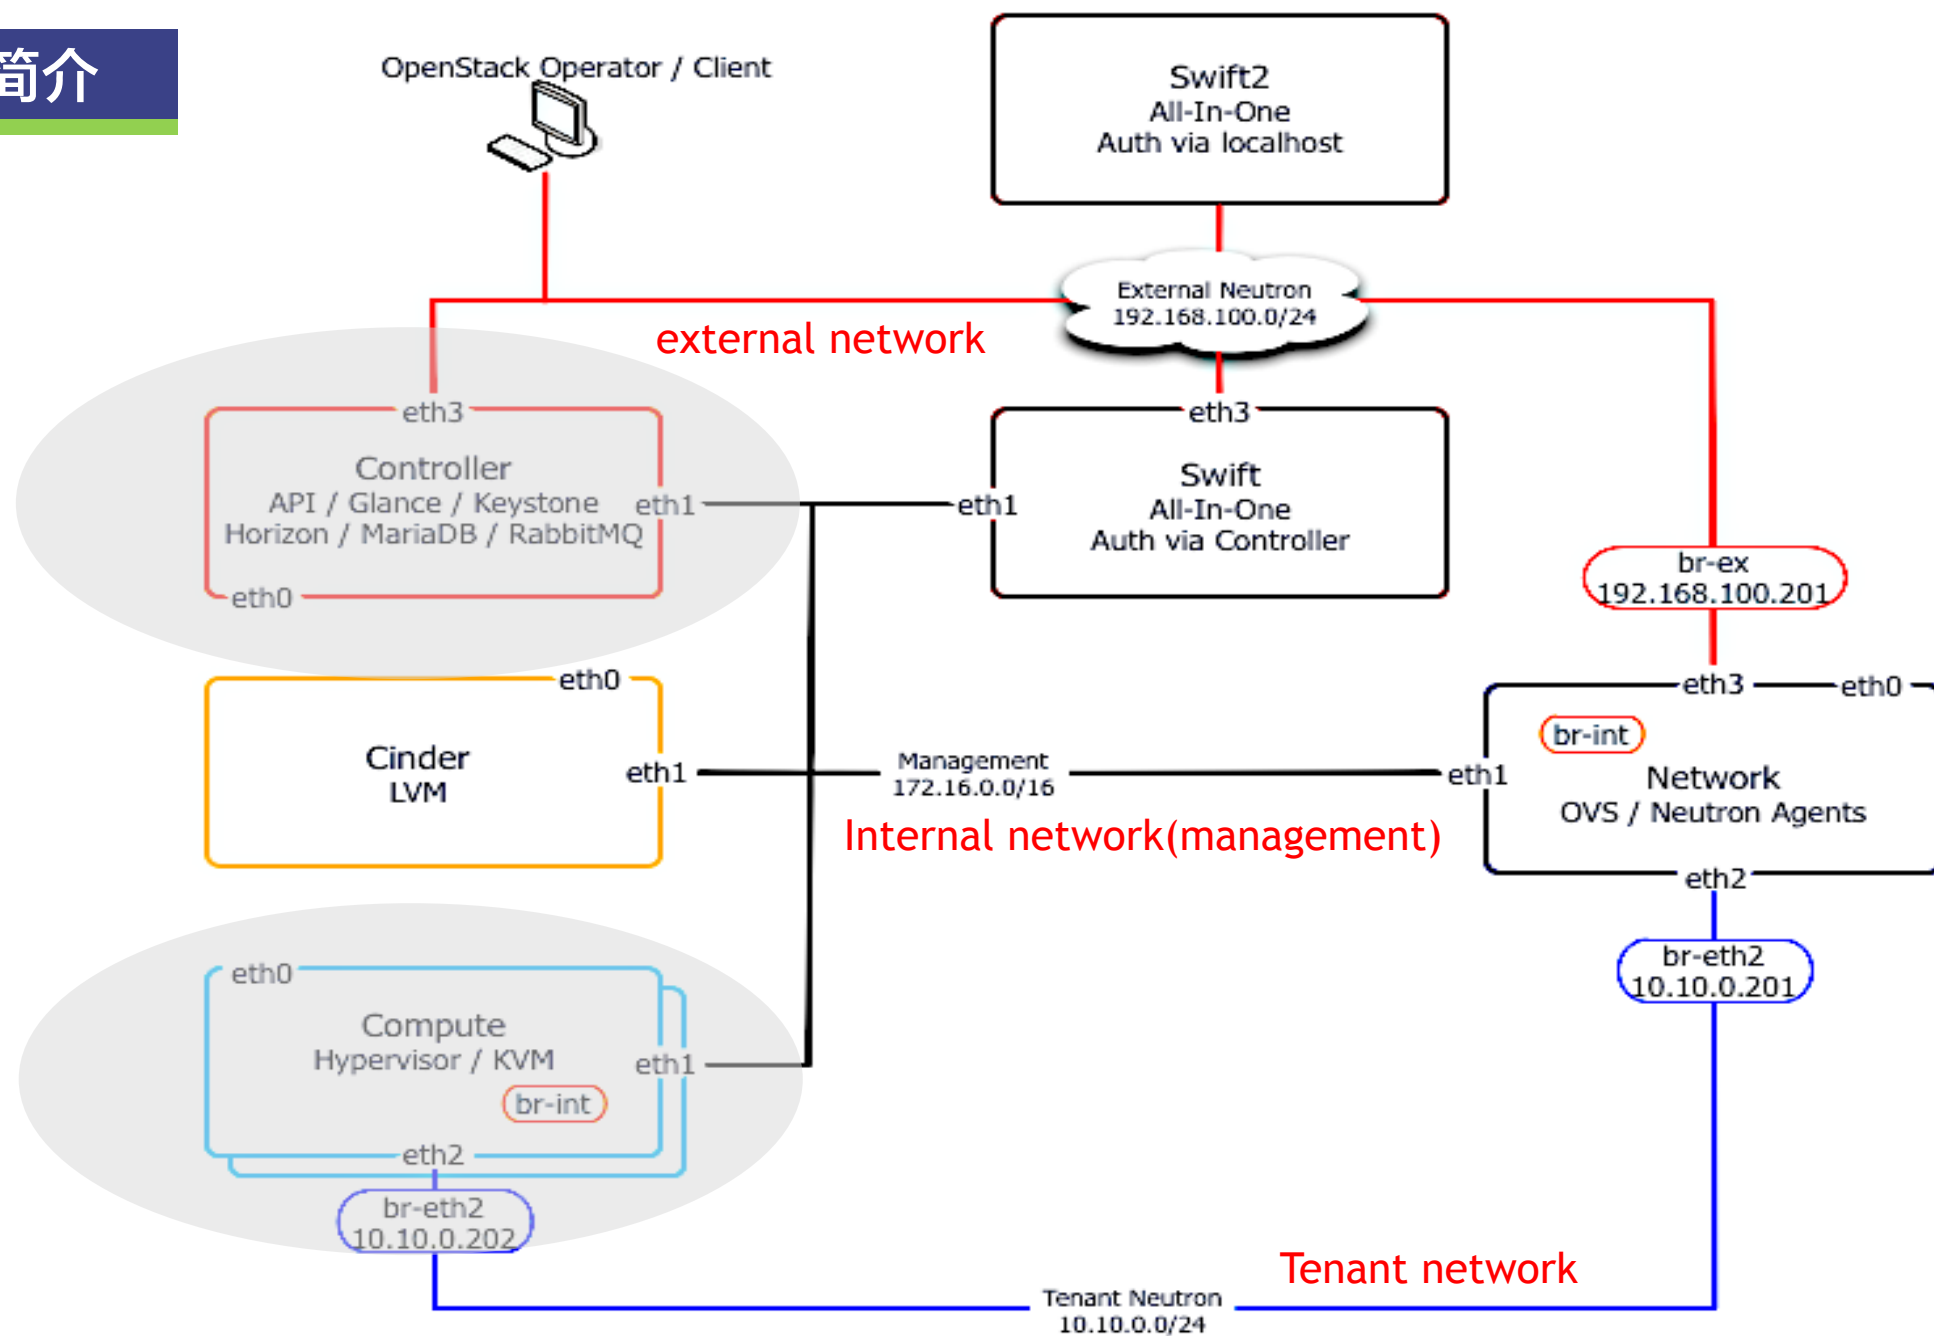 简介
OpenStack Operator / Client
Swift2
All-In-One
Auth via localhost
External Neutron
192.168.100.0/24
external network
eth3
Controller
API / Glance / Keystone
Horizon / MariaDB / RabbitMQ
eth1
eth0
eth3
eth1
Swift
All-In-One
Auth via Controller
br-ex
192.168.100.201
eth0
Cinder
LVM
eth1
Management
172.16.0.0/16
Internal network(management)
eth3
eth0
br-int
eth1
Network
OVS / Neutron Agents
eth2
br-eth2
10.10.0.201
eth0
Compute
Hypervisor / KVM
eth1
br-int
eth2
br-eth2
10.10.0.202
Tenant network
Tenant Neutron
10.10.0.0/24